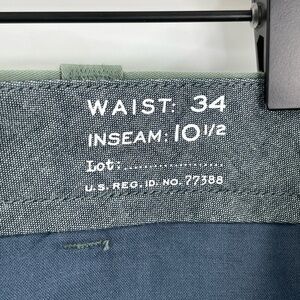 WAIST: 34
INSEAM: 10 1/2
Lot:....................
U.S. REG. ID. NO. 77388